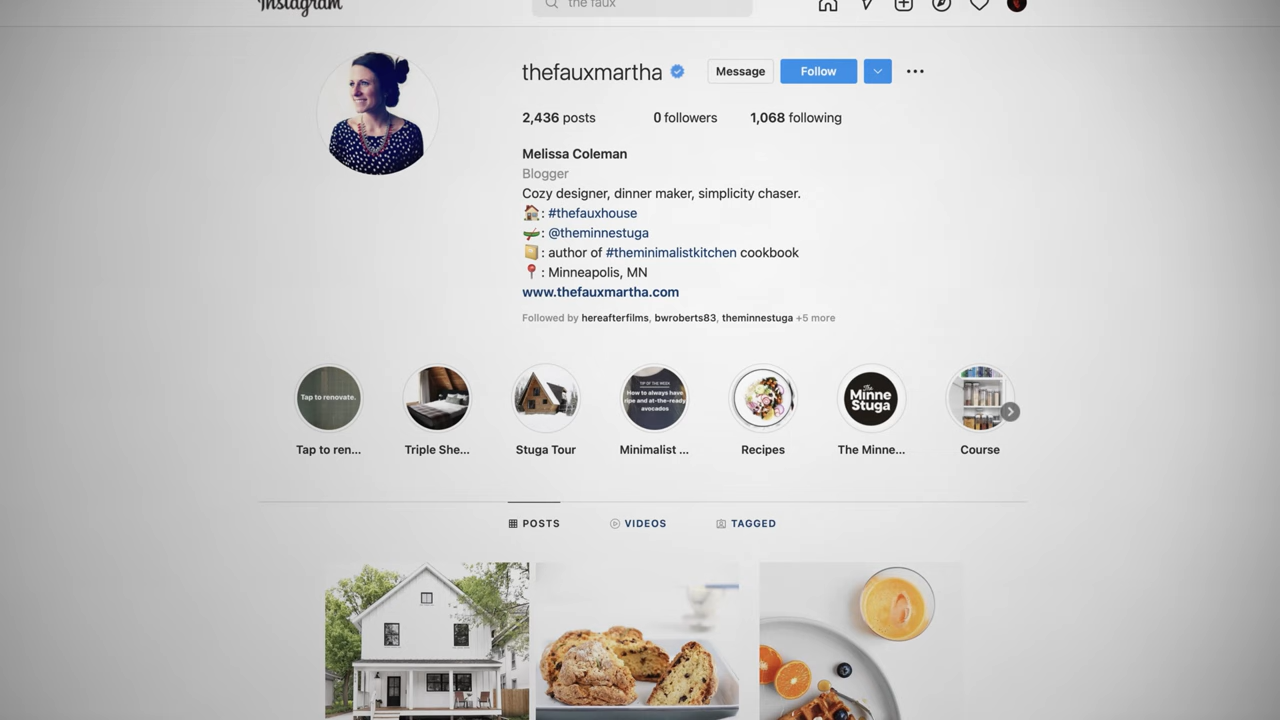 Instagram
the faux
thefauxmartha
Message
Follow
2,436 posts
0 followers
1,068 following
Melissa Coleman
Blogger
Cozy designer, dinner maker, simplicity chaser.
: #thefauxhouse
: @theminnestuga
: author of #theminimalistkitchen cookbook
: Minneapolis, MN
www.thefauxmartha.com
Followed by hereafterfilms, bwroberts83, theminnestuga +5 more
Tap to renovate.
TIP OF THE WEEK
How to always have
ripe and at-the-ready
avocados
The
Minne
Stuga
Tap to ren...
Triple She...
Stuga Tour
Minimalist ...
Recipes
The Minne...
Course
POSTS
VIDEOS
TAGGED